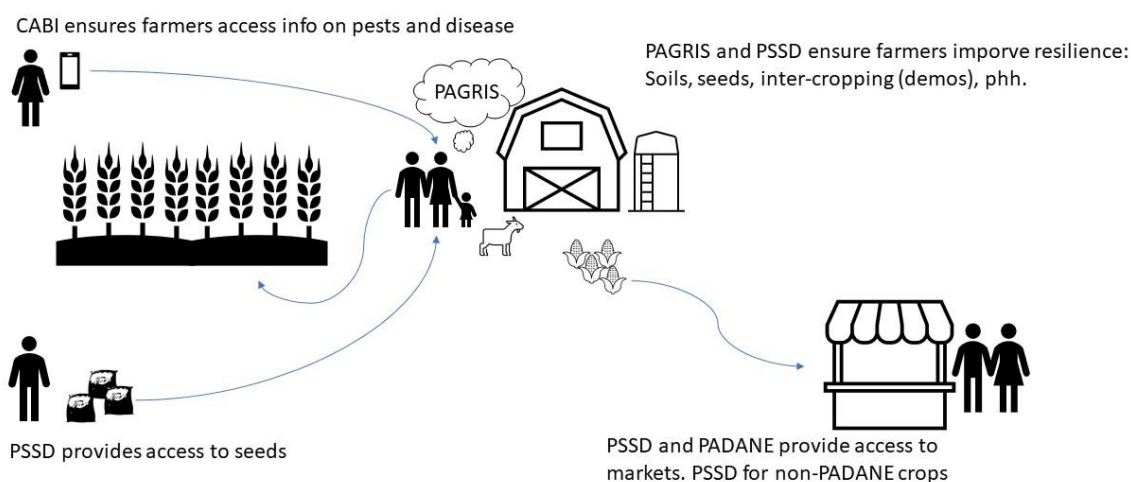 CABI ensures farmers access info on pests and disease
PAGRIS and PSSD ensure farmers imporve resilience:
Soils, seeds, inter-cropping (demos), phh.
PAGRIS
PSSD provides access to seeds
PSSD and PADANE provide access to
markets. PSSD for non-PADANE crops